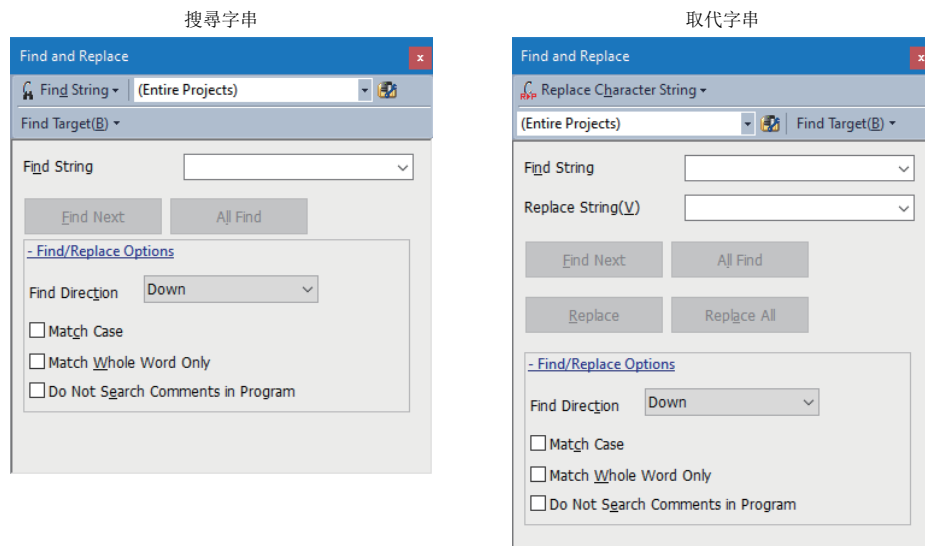 搜尋字串
Find and Replace
x
Find String
(Entire Projects)
Find Target(B)
Find String
Find Next
All Find
- Find/Replace Options
Find Direction
Down
Match Case
Match Whole Word Only
Do Not Search Comments in Program
取代字串
Find and Replace
x
RXP Replace Character String
(Entire Projects)
Find Target(B)
Find String
Replace String(V)
Find Next
All Find
Replace
Replace All
- Find/Replace Options
Find Direction
Down
Match Case
Match Whole Word Only
Do Not Search Comments in Program